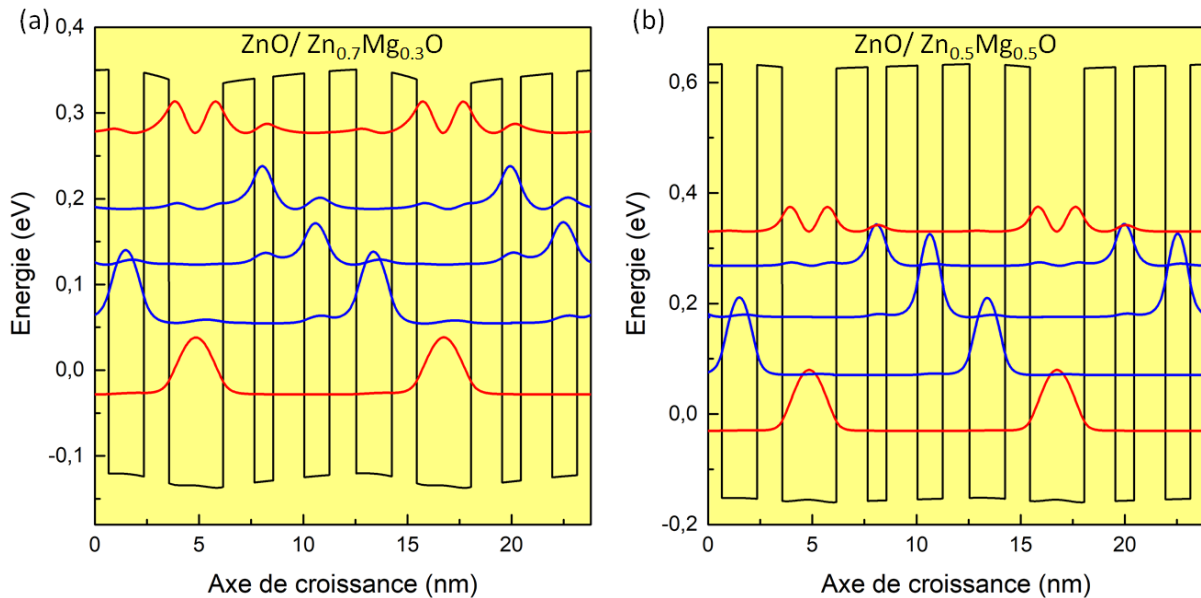 (a)
ZnO/ Zn0.7Mg0.3O
0,4
0,3
0,2
0,1
0,0
-0,1
Energie (eV)
0 5 10 15 20
Axe de croissance (nm)
(b)
ZnO/ Zn0.5Mg0.5O
0,6
0,4
0,2
0,0
-0,2
Energie (eV)
0 5 10 15 20
Axe de croissance (nm)